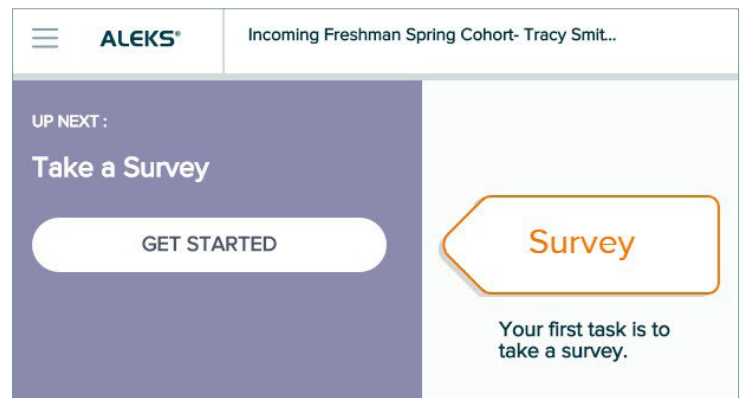 ALEKS®
Incoming Freshman Spring Cohort- Tracy Smit...
UP NEXT :
Take a Survey
GET STARTED
Survey
Your first task is to
take a survey.